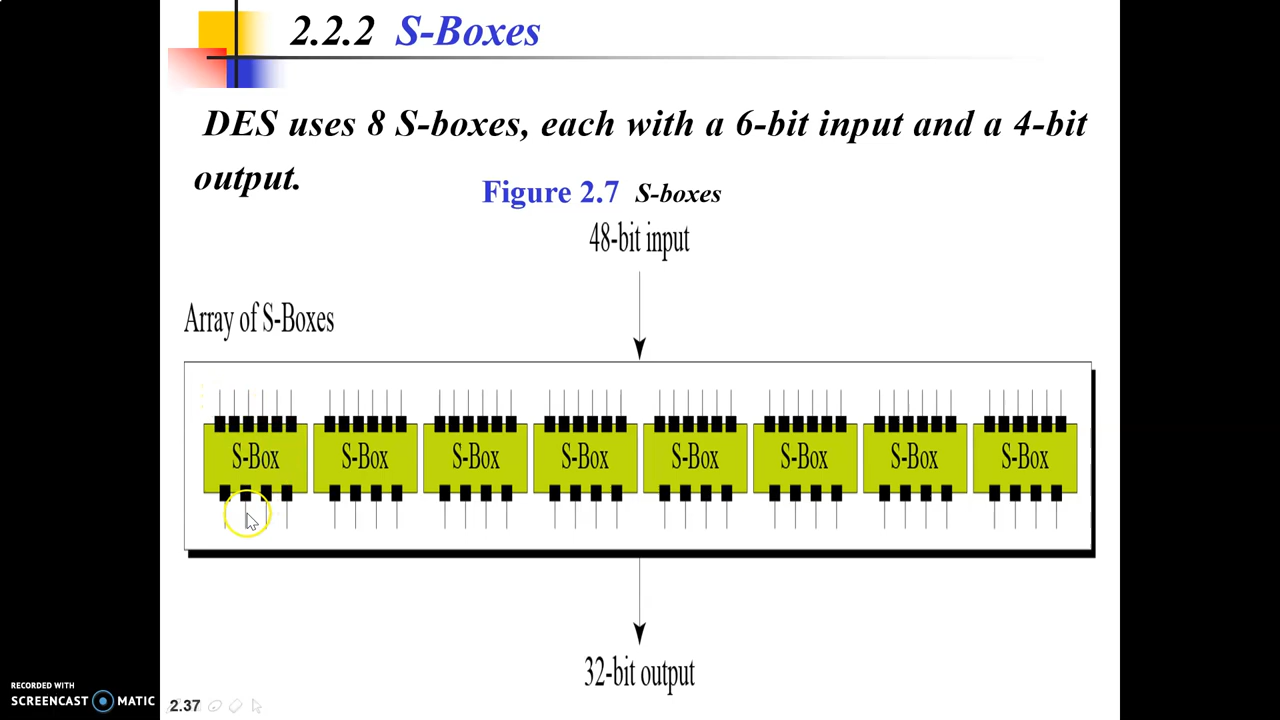 2.2.2 S-Boxes
DES uses 8 S-boxes, each with a 6-bit input and a 4-bit
output.
Figure 2.7 S-boxes
48-bit input
Array of S-Boxes
S-Box S-Box S-Box S-Box S-Box S-Box S-Box S-Box
32-bit output
RECORDED WITH
SCREENCAST MATIC
2.37